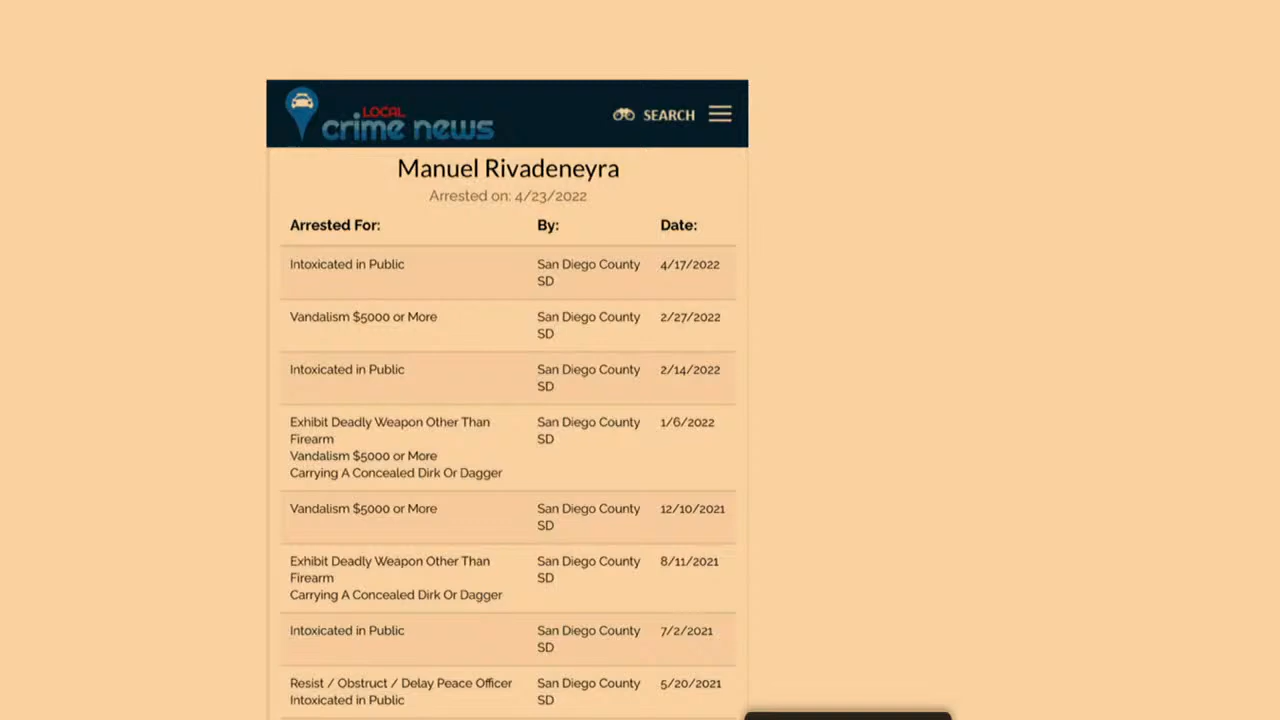 LOCAL
crime news
SEARCH
Manuel Rivadeneyra
Arrested on: 4/23/2022
Arrested For: By: Date:
Intoxicated in Public San Diego County SD 4/17/2022
Vandalism $5000 or More San Diego County SD 2/27/2022
Intoxicated in Public San Diego County SD 2/14/2022
Exhibit Deadly Weapon Other Than San Diego County 1/6/2022
Firearm SD
Vandalism $5000 or More
Carrying A Concealed Dirk Or Dagger
Vandalism $5000 or More San Diego County SD 12/10/2021
Exhibit Deadly Weapon Other Than San Diego County 8/11/2021
Firearm SD
Carrying A Concealed Dirk Or Dagger
Intoxicated in Public San Diego County SD 7/2/2021
Resist / Obstruct / Delay Peace Officer San Diego County 5/20/2021
Intoxicated in Public SD